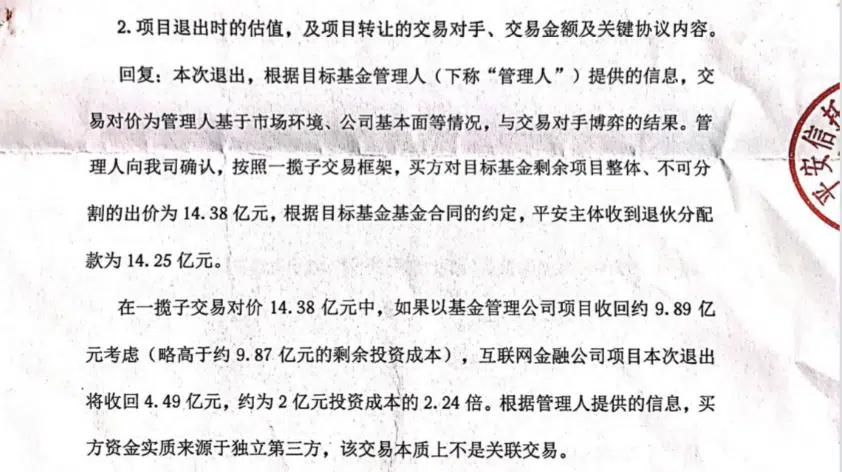 2.项目退出时的估值，及项目转让的交易对手、交易金额及关键协议内容。
回复：本次退出，根据目标基金管理人（下称“管理人”）提供的信息，交
易对价为管理人基于市场环境、公司基本面等情况，与交易对手博弈的结果。管
理人向我司确认，按照一揽子交易框架，买方对目标基金剩余项目整体、不可分
割的出价为 14.38 亿元，根据目标基金基金合同的约定，平安主体收到退伙分配
款为 14.25 亿元。
在一揽子交易对价 14.38 亿元中，如果以基金管理公司项目收回约 9.89 亿
元考虑（略高于约 9.87 亿元的剩余投资成本），互联网金融公司项目本次退出
将收回 4.49 亿元，约为 2 亿元投资成本的 2.24 倍。根据管理人提供的信息，买
方资金实质来源于独立第三方，该交易本质上不是关联交易。
平安信